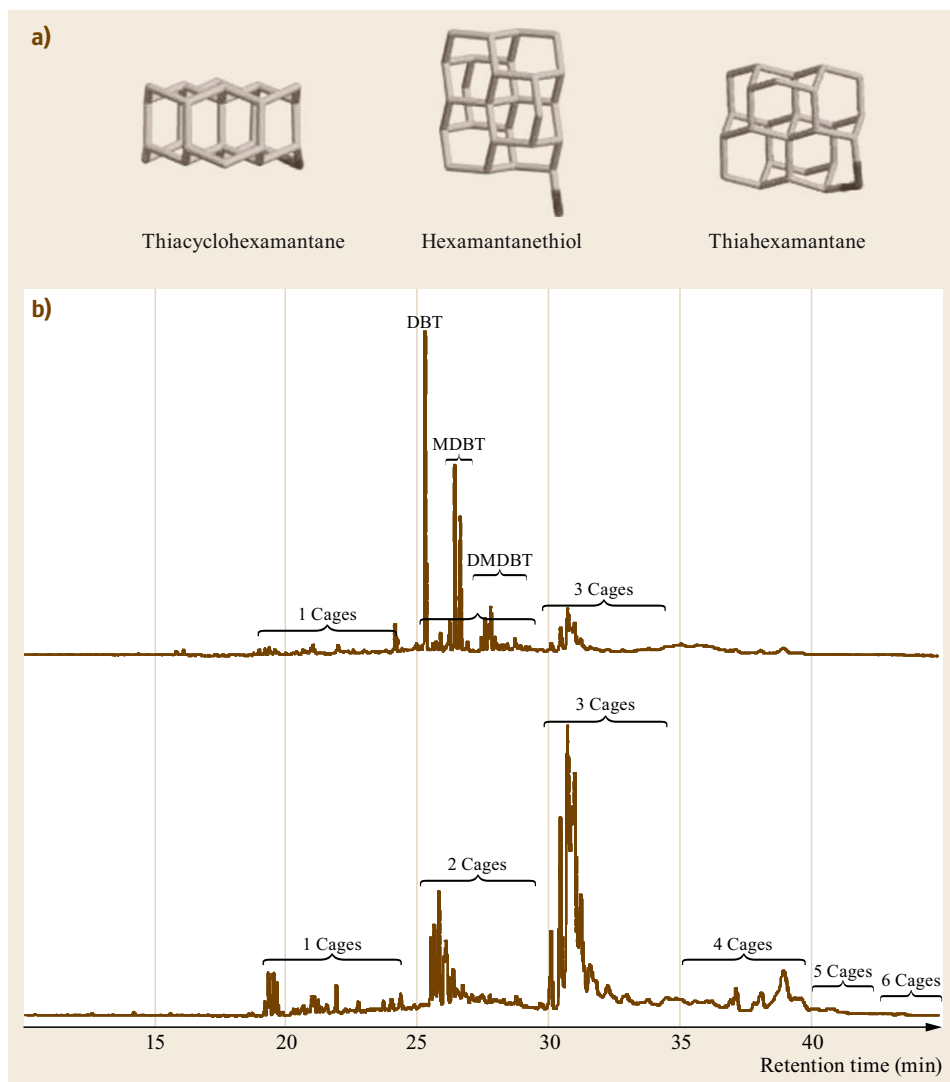 a)
Thiacyclohexamantane Hexamantanethiol Thiahexamantane
b)
DBT
MDBT
DMDBT
1 Cages
3 Cages
3 Cages
2 Cages
1 Cages
4 Cages
5 Cages
6 Cages
15 20 25 30 35 40
Retention time (min)